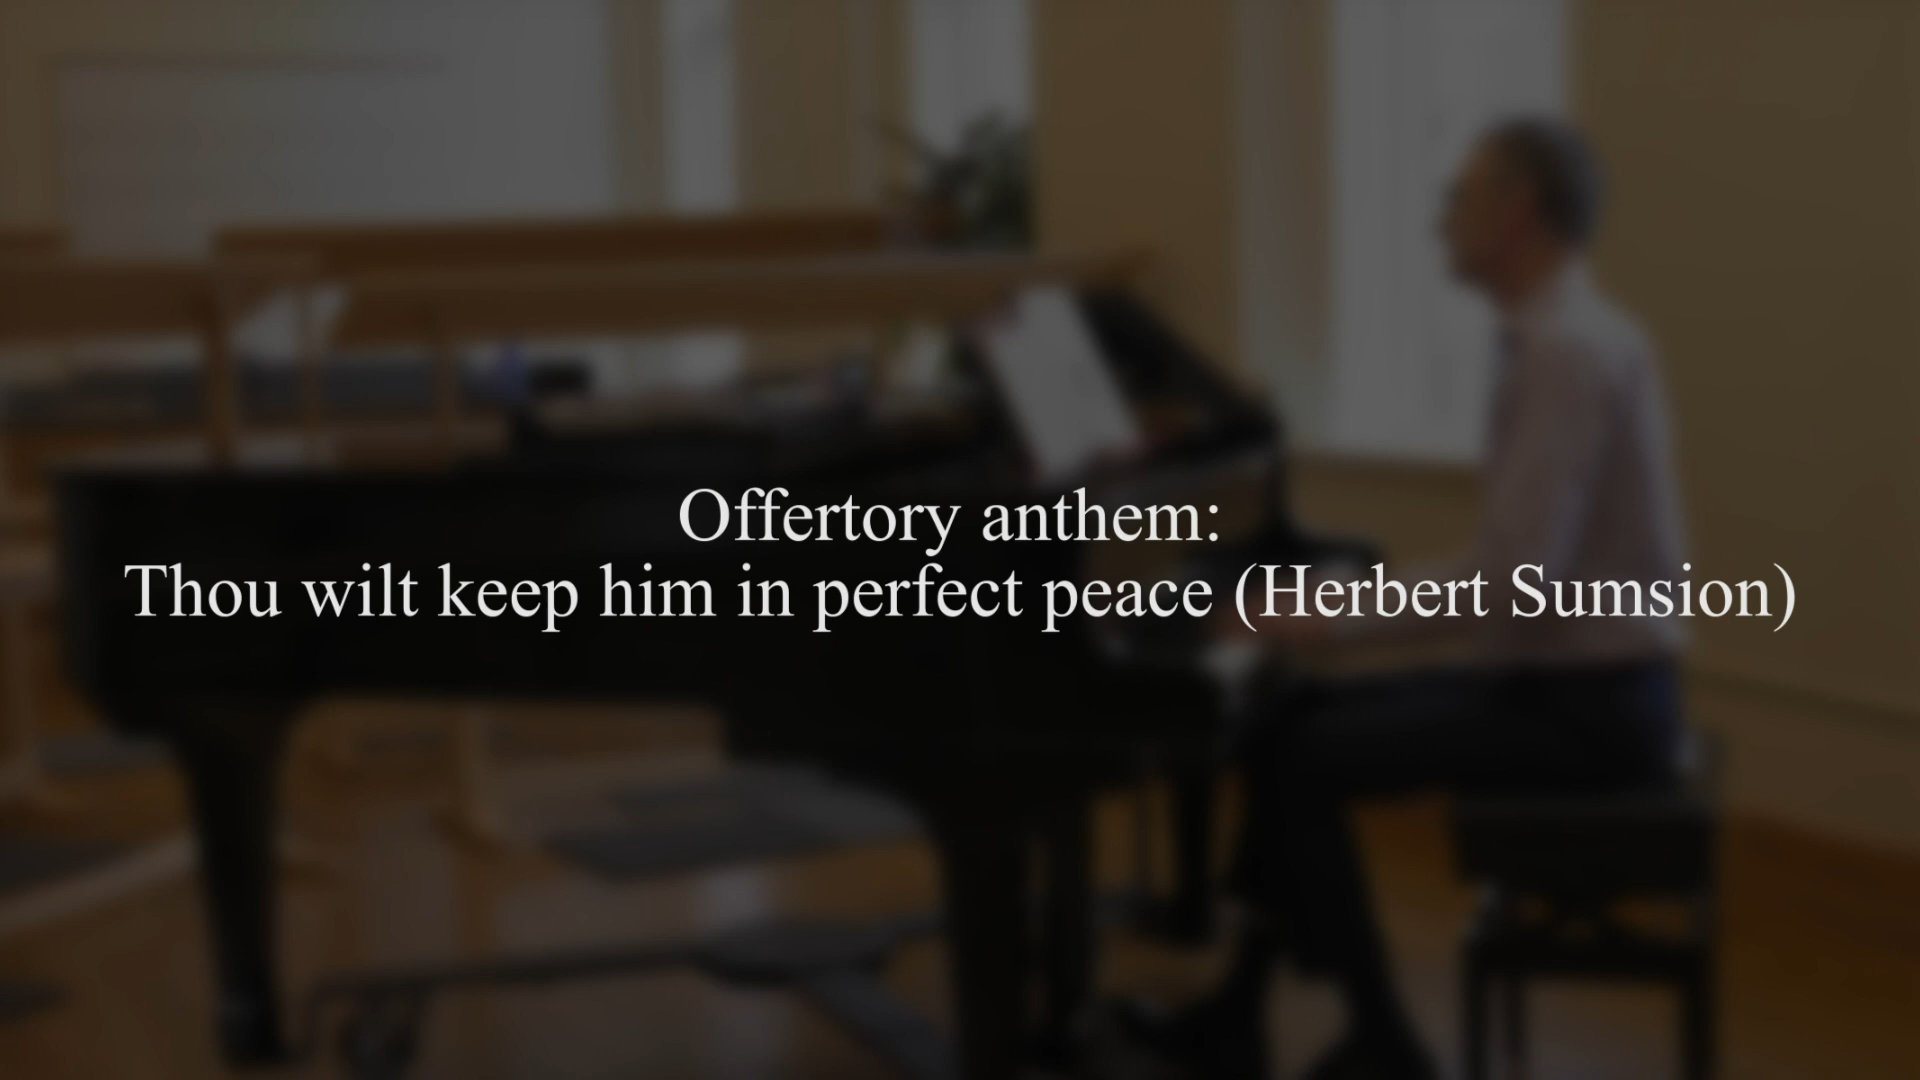 Offertory anthem:
Thou wilt keep him in perfect peace (Herbert Sumsion)